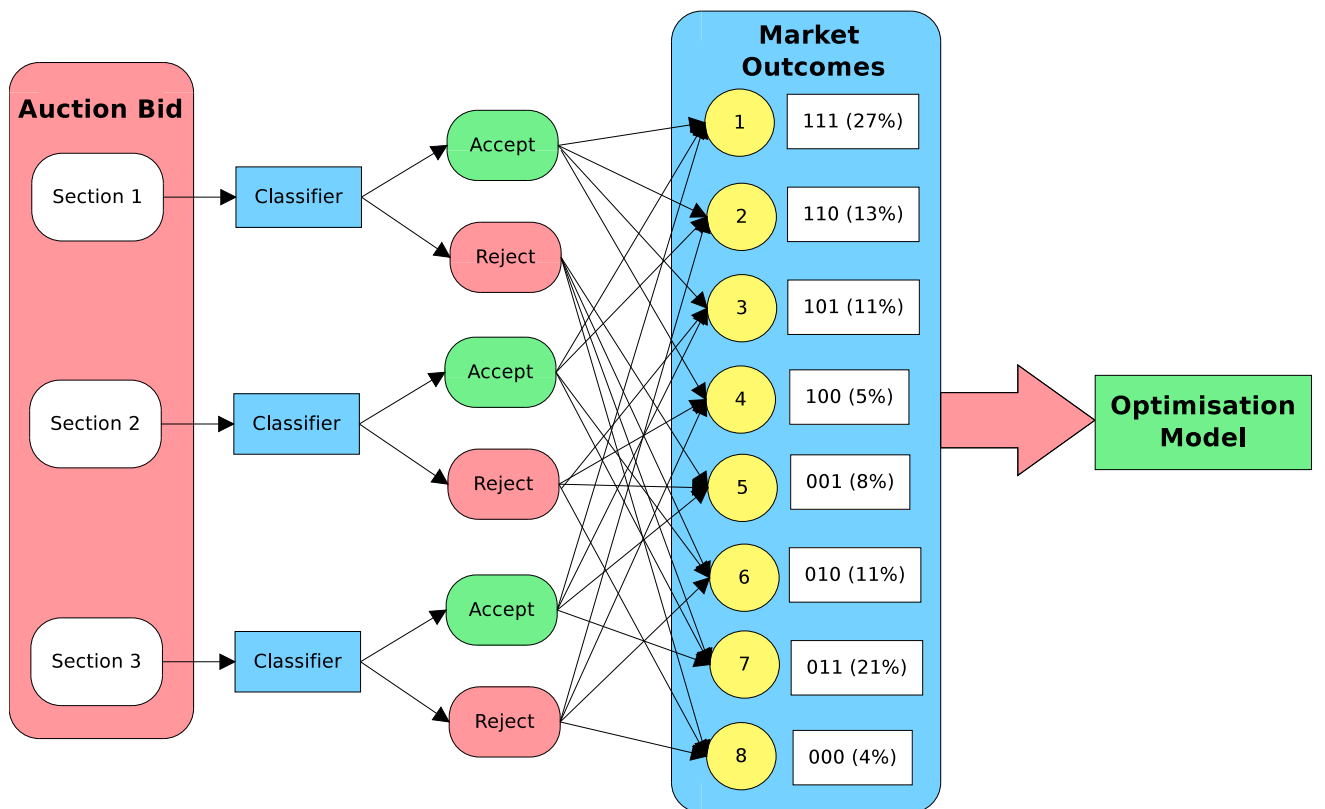 Auction Bid
Section 1
Section 2
Section 3
Classifier
Classifier
Classifier
Accept
Reject
Accept
Reject
Accept
Reject
Market
Outcomes
1
111 (27%)
2
110 (13%)
3
101 (11%)
4
100 (5%)
5
001 (8%)
6
010 (11%)
7
011 (21%)
8
000 (4%)
Optimisation
Model